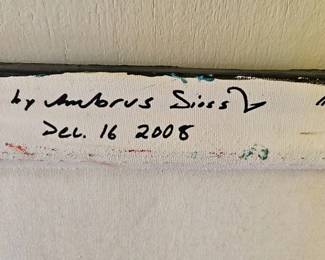 by Ambrus Sioss
Dec. 16 2008